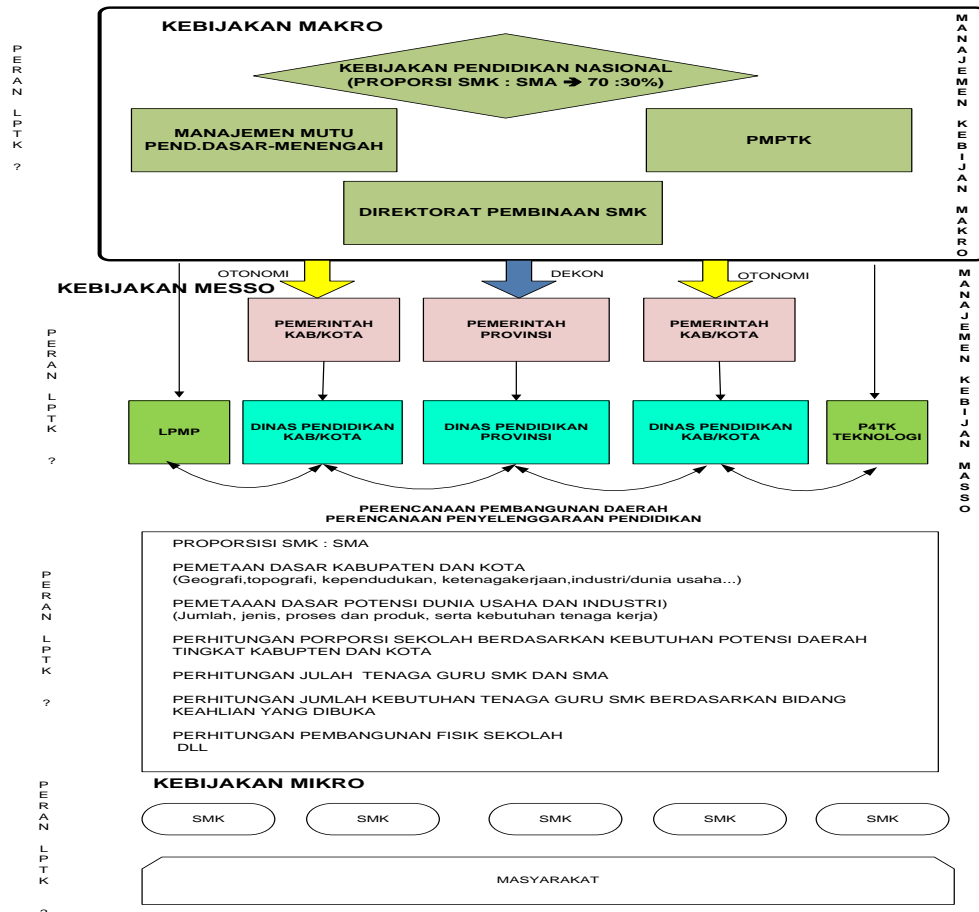 KEBIJAKAN MAKRO
KEBIJAKAN PENDIDIKAN NASIONAL
(PROPORSI SMK : SMA ➔ 70 :30%)
MANAJEMEN MUTU
PEND.DASAR-MENENGAH
PMPTK
DIREKTORAT PEMBINAAN SMK
PERAN LPTK ?
MANAJEMEN KEBIJAN MAKRO
OTONOMI
DEKON
OTONOMI
KEBIJAKAN MESSO
PEMERINTAH
KAB/KOTA
PEMERINTAH
PROVINSI
PEMERINTAH
KAB/KOTA
LPMP
DINAS PENDIDIKAN
KAB/KOTA
DINAS PENDIDIKAN
PROVINSI
DINAS PENDIDIKAN
KAB/KOTA
P4TK
TEKNOLOGI
PERAN LPTK ?
MANAJEMEN KEBIJAN MASSO
PERENCANAAN PEMBANGUNAN DAERAH
PERENCANAAN PENYELENGGARAAN PENDIDIKAN
PROPORSISI SMK : SMA
PEMETAAN DASAR KABUPATEN DAN KOTA
(Geografi,topografi, kependudukan, ketenagakerjaan,industri/dunia usaha...)
PEMETAAAN DASAR POTENSI DUNIA USAHA DAN INDUSTRI)
(Jumlah, jenis, proses dan produk, serta kebutuhan tenaga kerja)
PERHITUNGAN PORPORSI SEKOLAH BERDASARKAN KEBUTUHAN POTENSI DAERAH
TINGKAT KABUPTEN DAN KOTA
PERHITUNGAN JULAH TENAGA GURU SMK DAN SMA
PERHITUNGAN JUMLAH KEBUTUHAN TENAGA GURU SMK BERDASARKAN BIDANG
KEAHLIAN YANG DIBUKA
PERHITUNGAN PEMBANGUNAN FISIK SEKOLAH
DLL
PERAN LPTK ?
KEBIJAKAN MIKRO
SMK
SMK
SMK
SMK
SMK
MASYARAKAT
PERAN LPTK ?